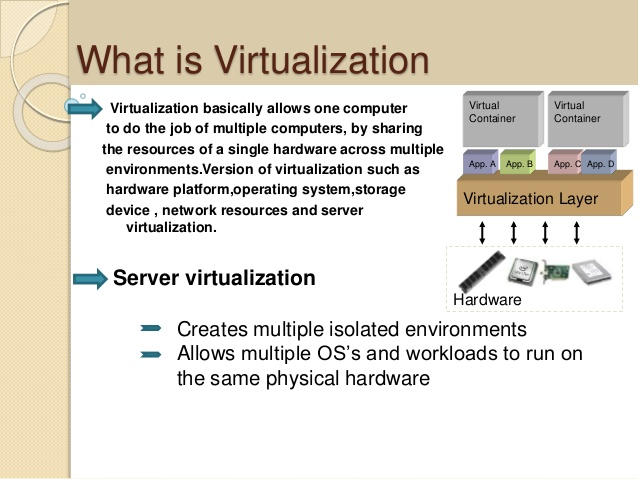 What is Virtualization
Virtualization basically allows one computer
to do the job of multiple computers, by sharing
the resources of a single hardware across multiple
environments.Version of virtualization such as
hardware platform,operating system,storage
device , network resources and server
virtualization.
Virtual
Container
Virtual
Container
App. A
App. B
App. C
App. D
Virtualization Layer
Hardware
Server virtualization
Creates multiple isolated environments
Allows multiple OS’s and workloads to run on
the same physical hardware